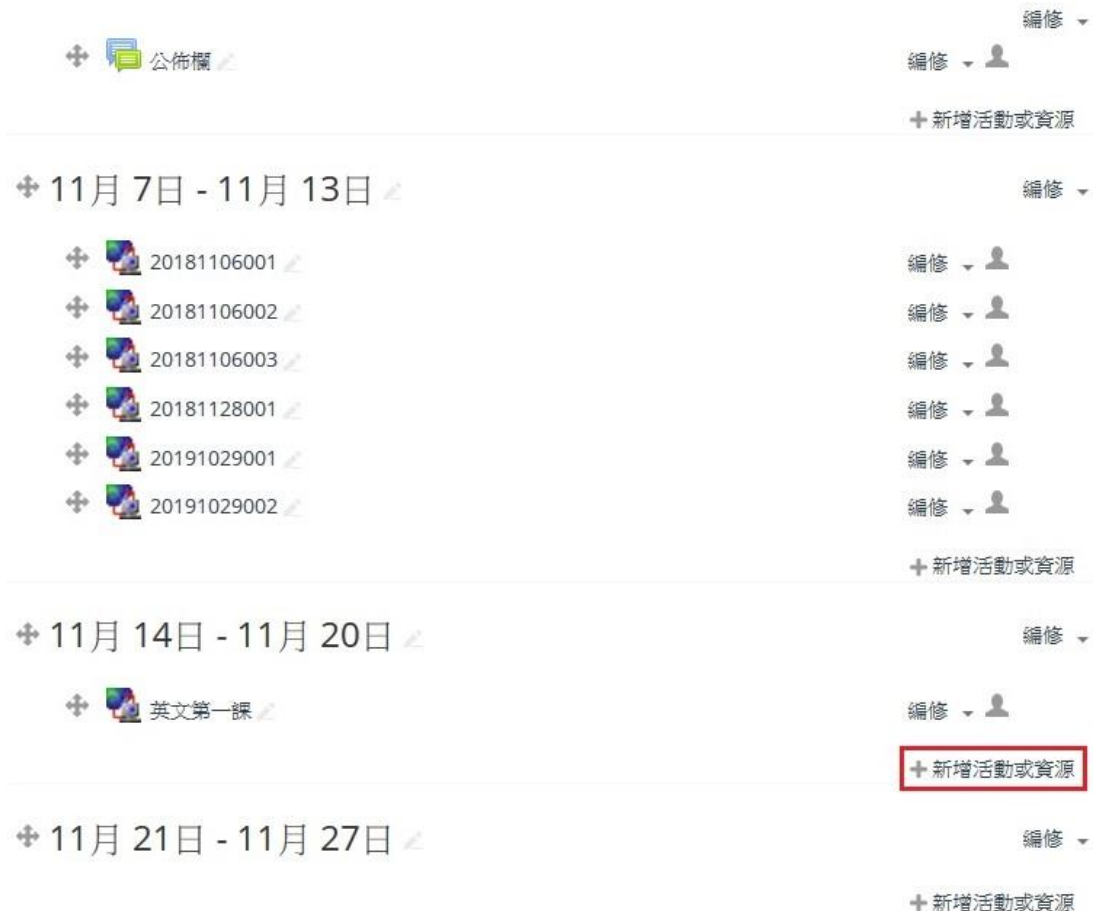 編修
公佈欄 編修
新增活動或資源
11月 7日 - 11月 13日 編修
20181106001 編修
20181106002 編修
20181106003 編修
20181128001 編修
20191029001 編修
20191029002 編修
新增活動或資源
11月 14日 - 11月 20日 編修
英文第一課 編修
新增活動或資源
11月 21日 - 11月 27日 編修
新增活動或資源